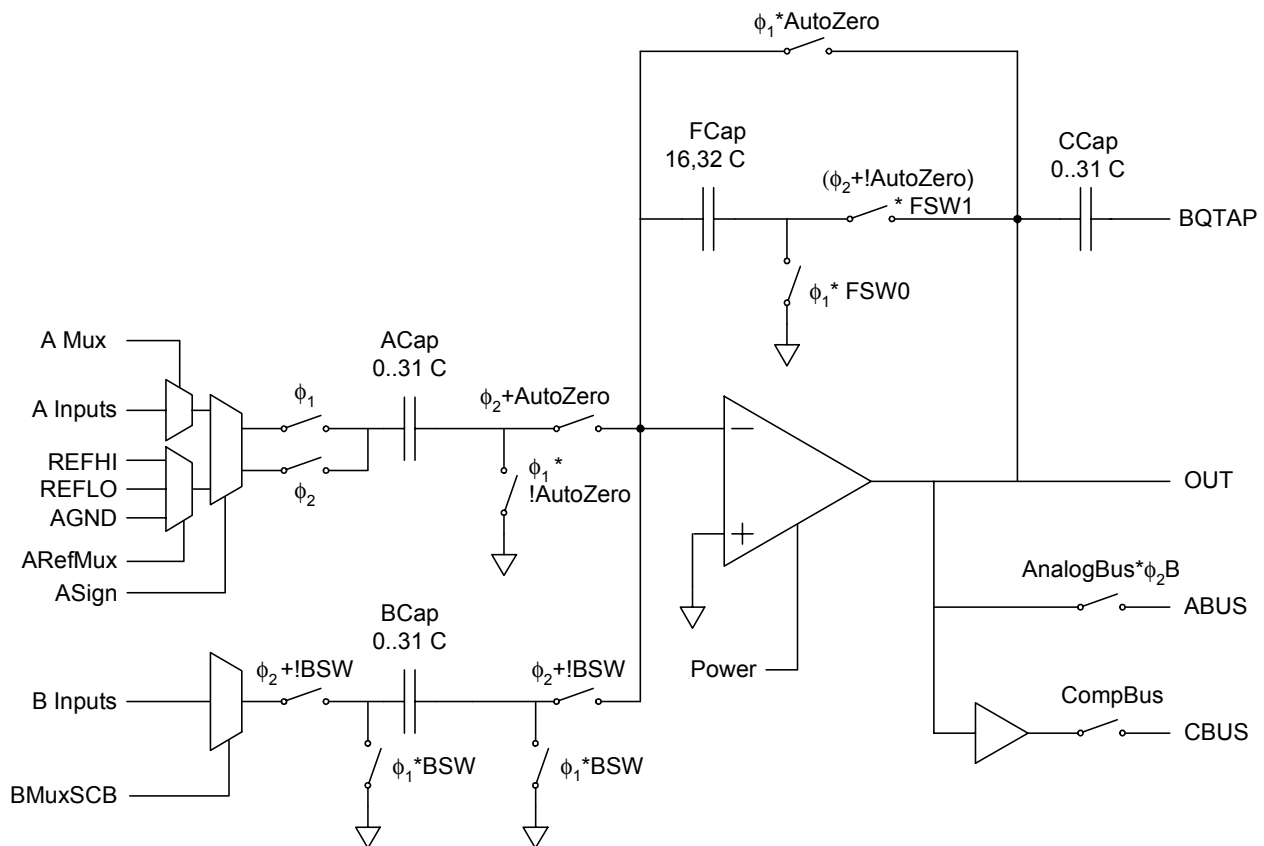 ϕ1*AutoZero
FCap
16,32 C
CCap
0..31 C
(ϕ2+!AutoZero)
* FSW1
BQTAP
ϕ1* FSW0
A Mux
ACap
0..31 C
ϕ1
ϕ2+AutoZero
A Inputs
REFHI
REFLO
AGND
ϕ2
ϕ1*
!AutoZero
OUT
ARefMux
ASign
AnalogBus*ϕ2B
ABUS
BCap
0..31 C
Power
ϕ2+!BSW
ϕ2+!BSW
B Inputs
CompBus
CBUS
ϕ1*BSW
ϕ1*BSW
BMuxSCB